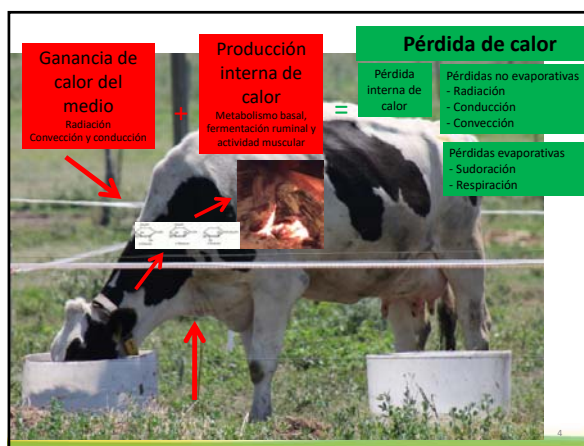 Ganancia de
calor del
medio
Radiación
Convección y conducción
+
Producción
interna de
calor
Metabolismo basal,
fermentación ruminal y
actividad muscular
=
Pérdida de calor
Pérdida
interna de
calor
Pérdidas no evaporativas
- Radiación
- Conducción
- Convección
Pérdidas evaporativas
- Sudoración
- Respiración
4